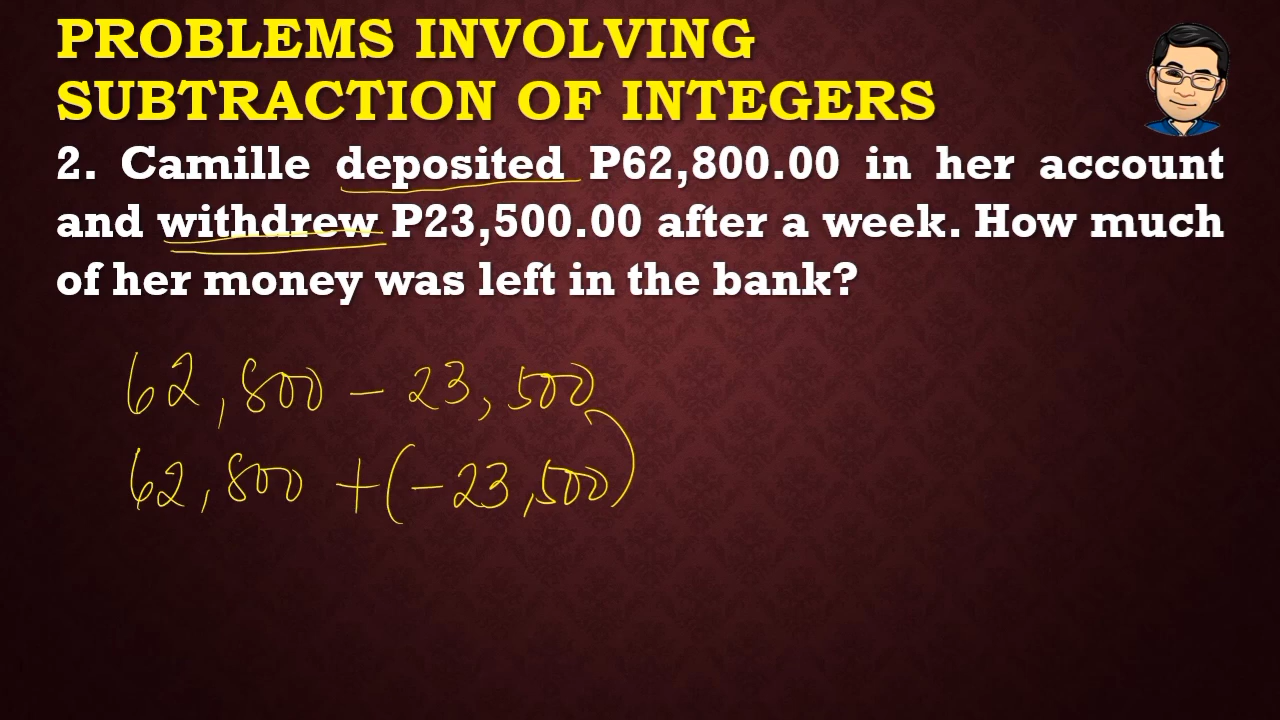 PROBLEMS INVOLVING
SUBTRACTION OF INTEGERS
2. Camille deposited P62,800.00 in her account
and withdrew P23,500.00 after a week. How much
of her money was left in the bank?
62,800 - 23,500
62,800 + (-23,500)